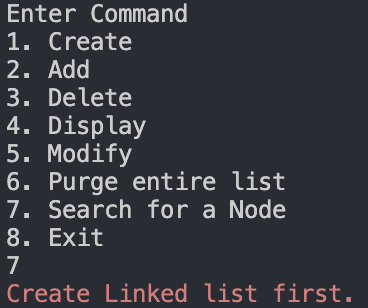 Enter Command
1. Create
2. Add
3. Delete
4. Display
5. Modify
6. Purge entire list
7. Search for a Node
8. Exit
7
Create Linked list first.